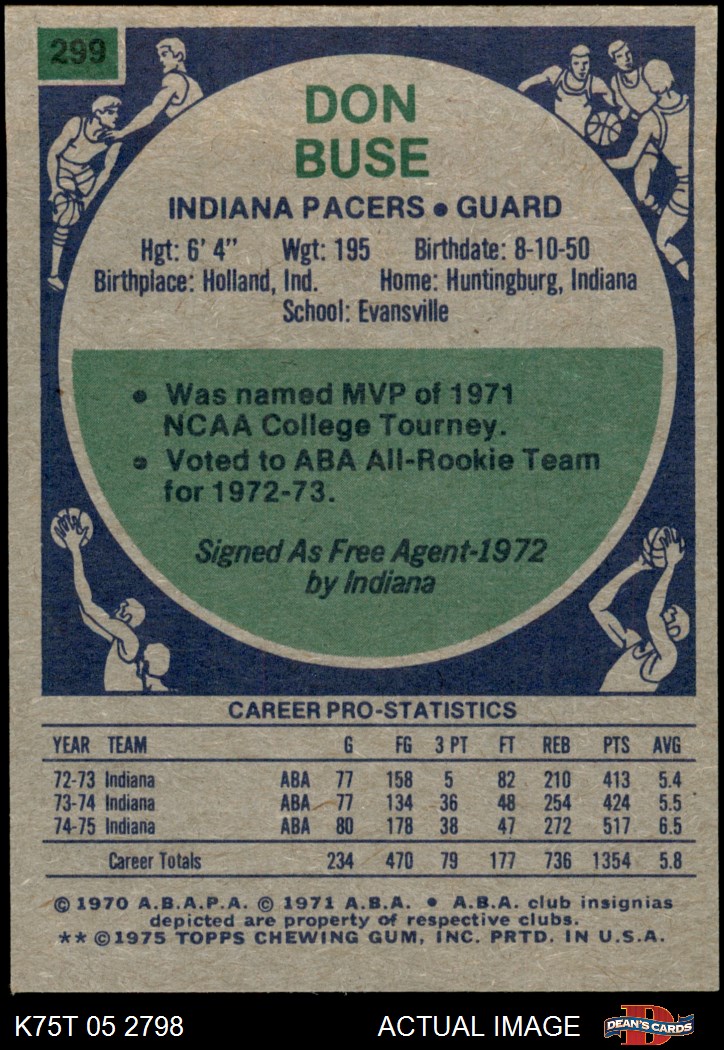 299
DON
BUSE
INDIANA PACERS • GUARD
Hgt: 6' 4" Wgt: 195 Birthdate: 8-10-50
Birthplace: Holland, Ind. Home: Huntingburg, Indiana
School: Evansville
• Was named MVP of 1971
NCAA College Tourney.
• Voted to ABA All-Rookie Team
for 1972-73.
Signed As Free Agent-1972
by Indiana
CAREER PRO-STATISTICS
YEAR TEAM G FG 3 PT FT REB PTS AVG
72-73 Indiana ABA 77 158 5 82 210 413 5.4
73-74 Indiana ABA 77 134 36 48 254 424 5.5
74-75 Indiana ABA 80 178 38 47 272 517 6.5
Career Totals 234 470 79 177 736 1354 5.8
© 1970 A.B.A.P.A. © 1971 A.B.A. • A.B.A. club insignias
depicted are property of respective clubs.
** ©1975 TOPPS CHEWING GUM, INC. PRTD. IN U.S.A.
K75T 05 2798 ACTUAL IMAGE D DEAN'S CARDS